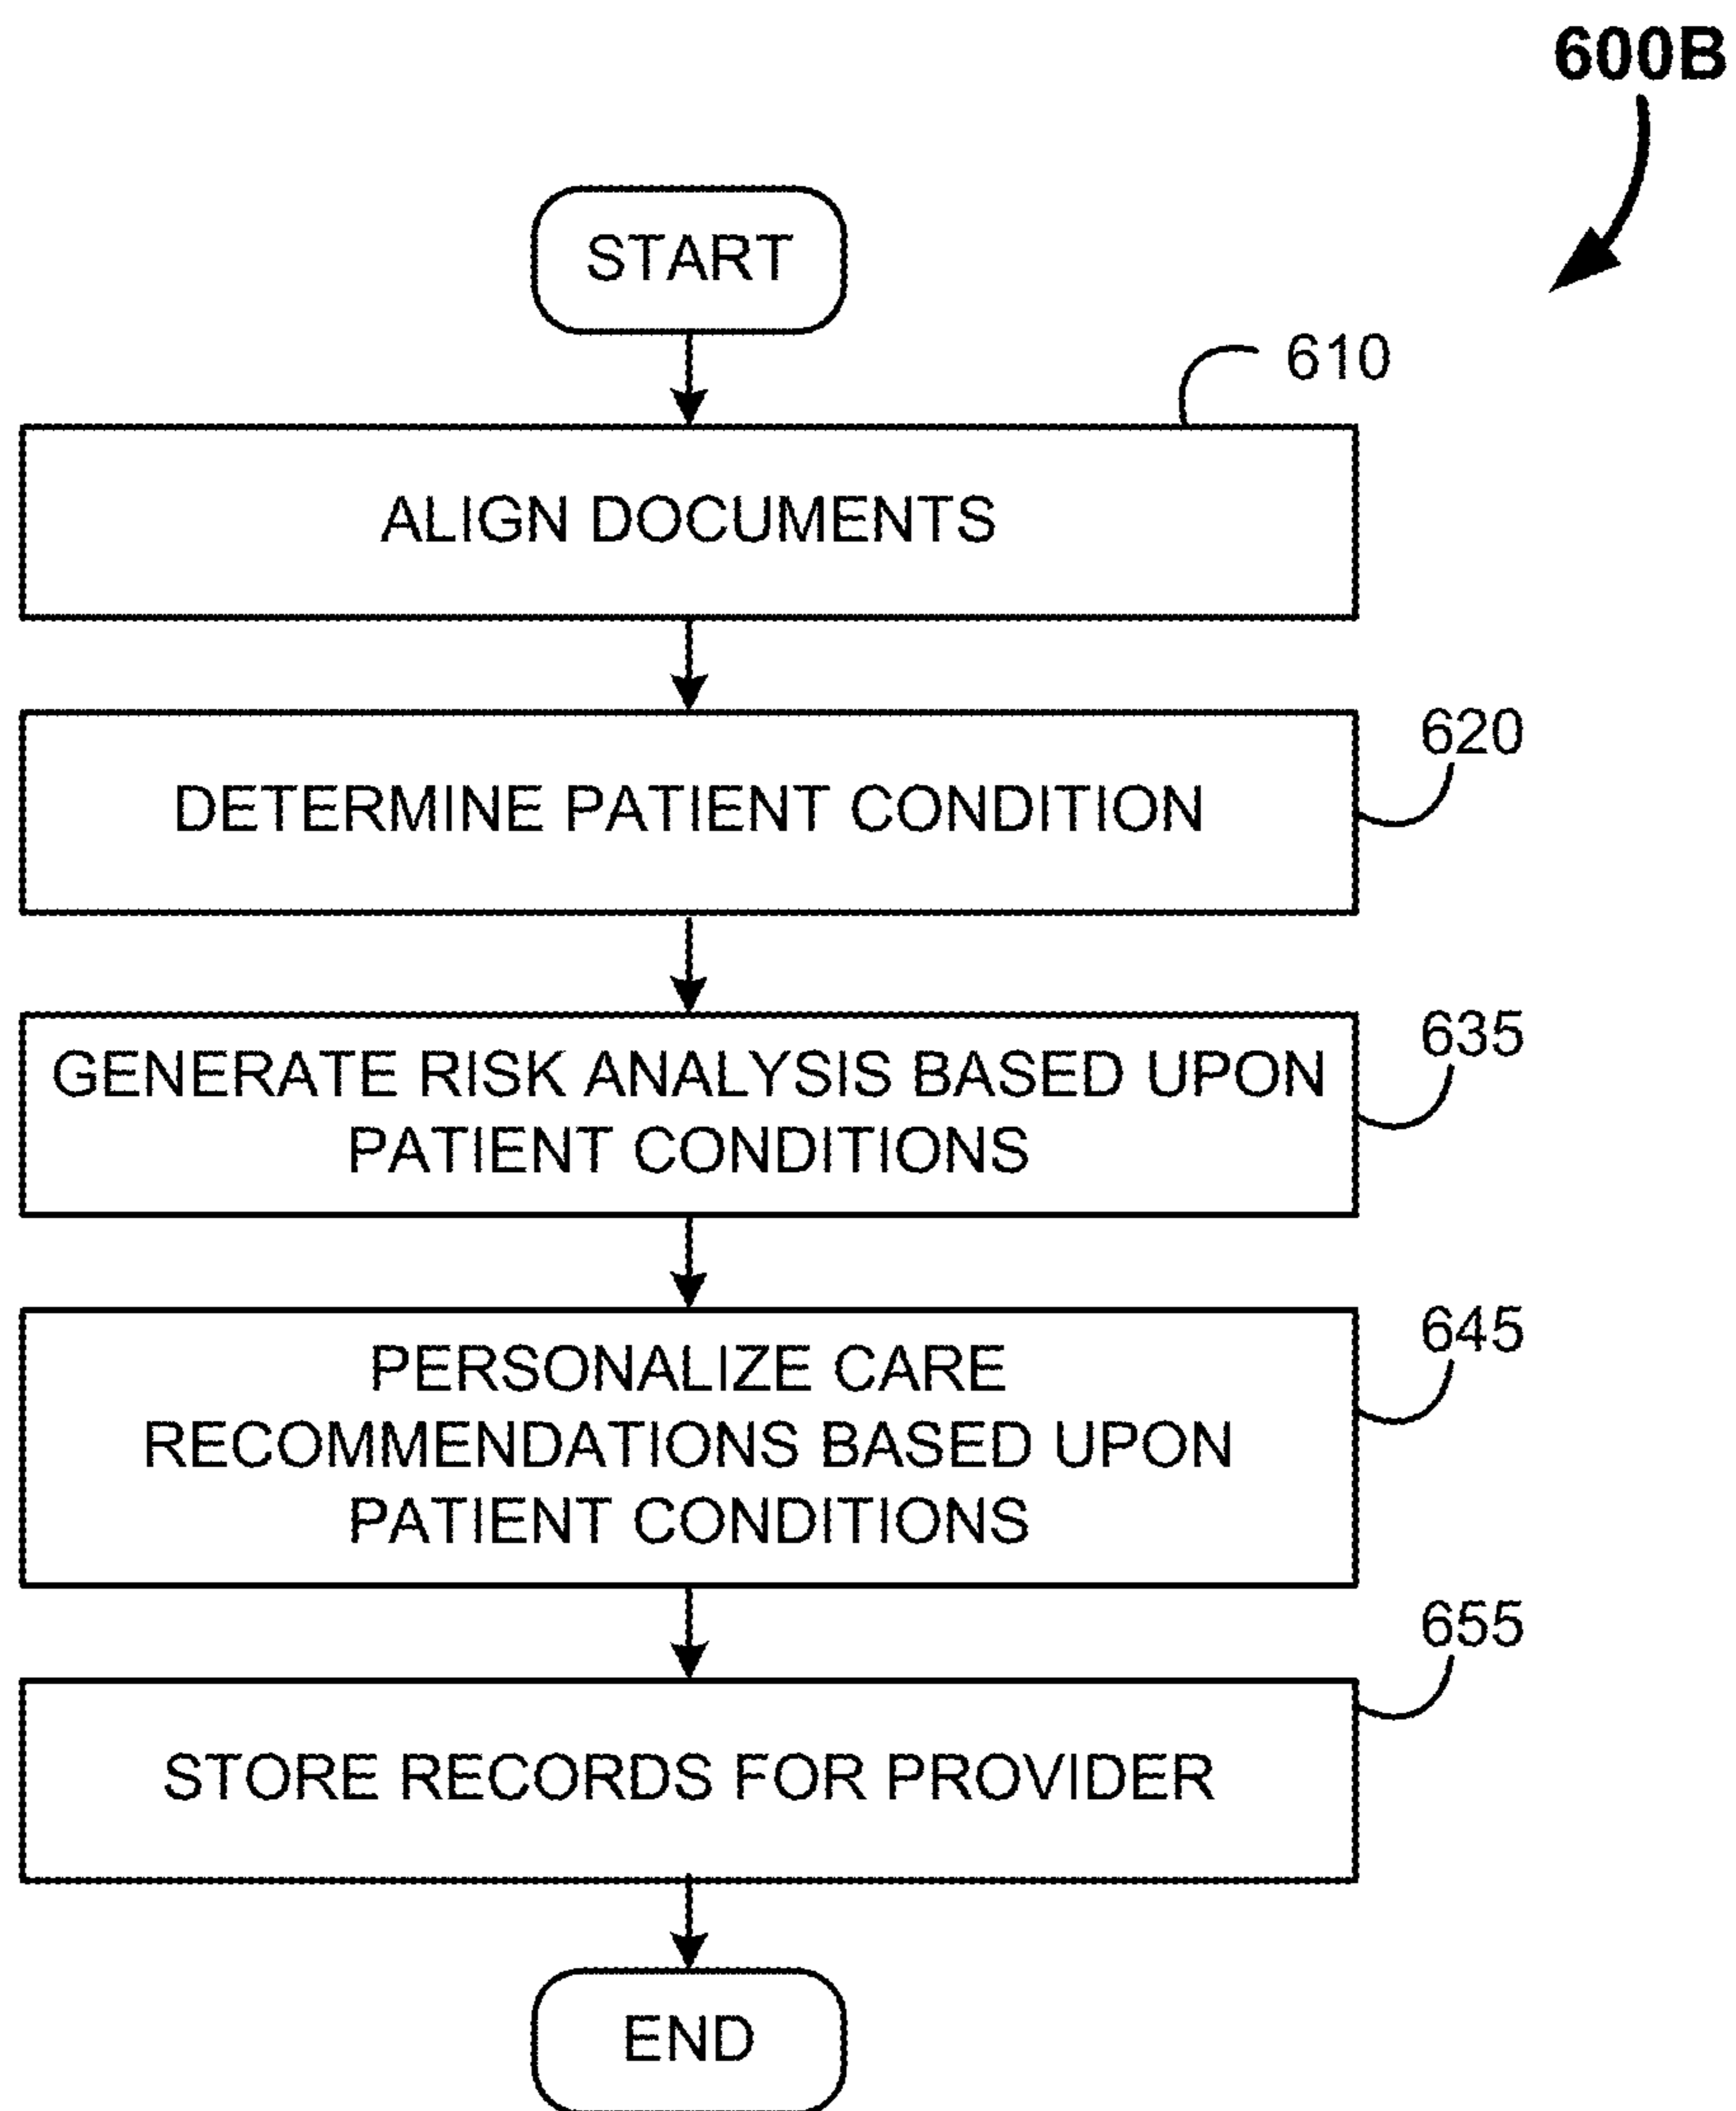 600B
START
610
ALIGN DOCUMENTS
620
DETERMINE PATIENT CONDITION
635
GENERATE RISK ANALYSIS BASED UPON
PATIENT CONDITIONS
645
PERSONALIZE CARE
RECOMMENDATIONS BASED UPON
PATIENT CONDITIONS
655
STORE RECORDS FOR PROVIDER
END